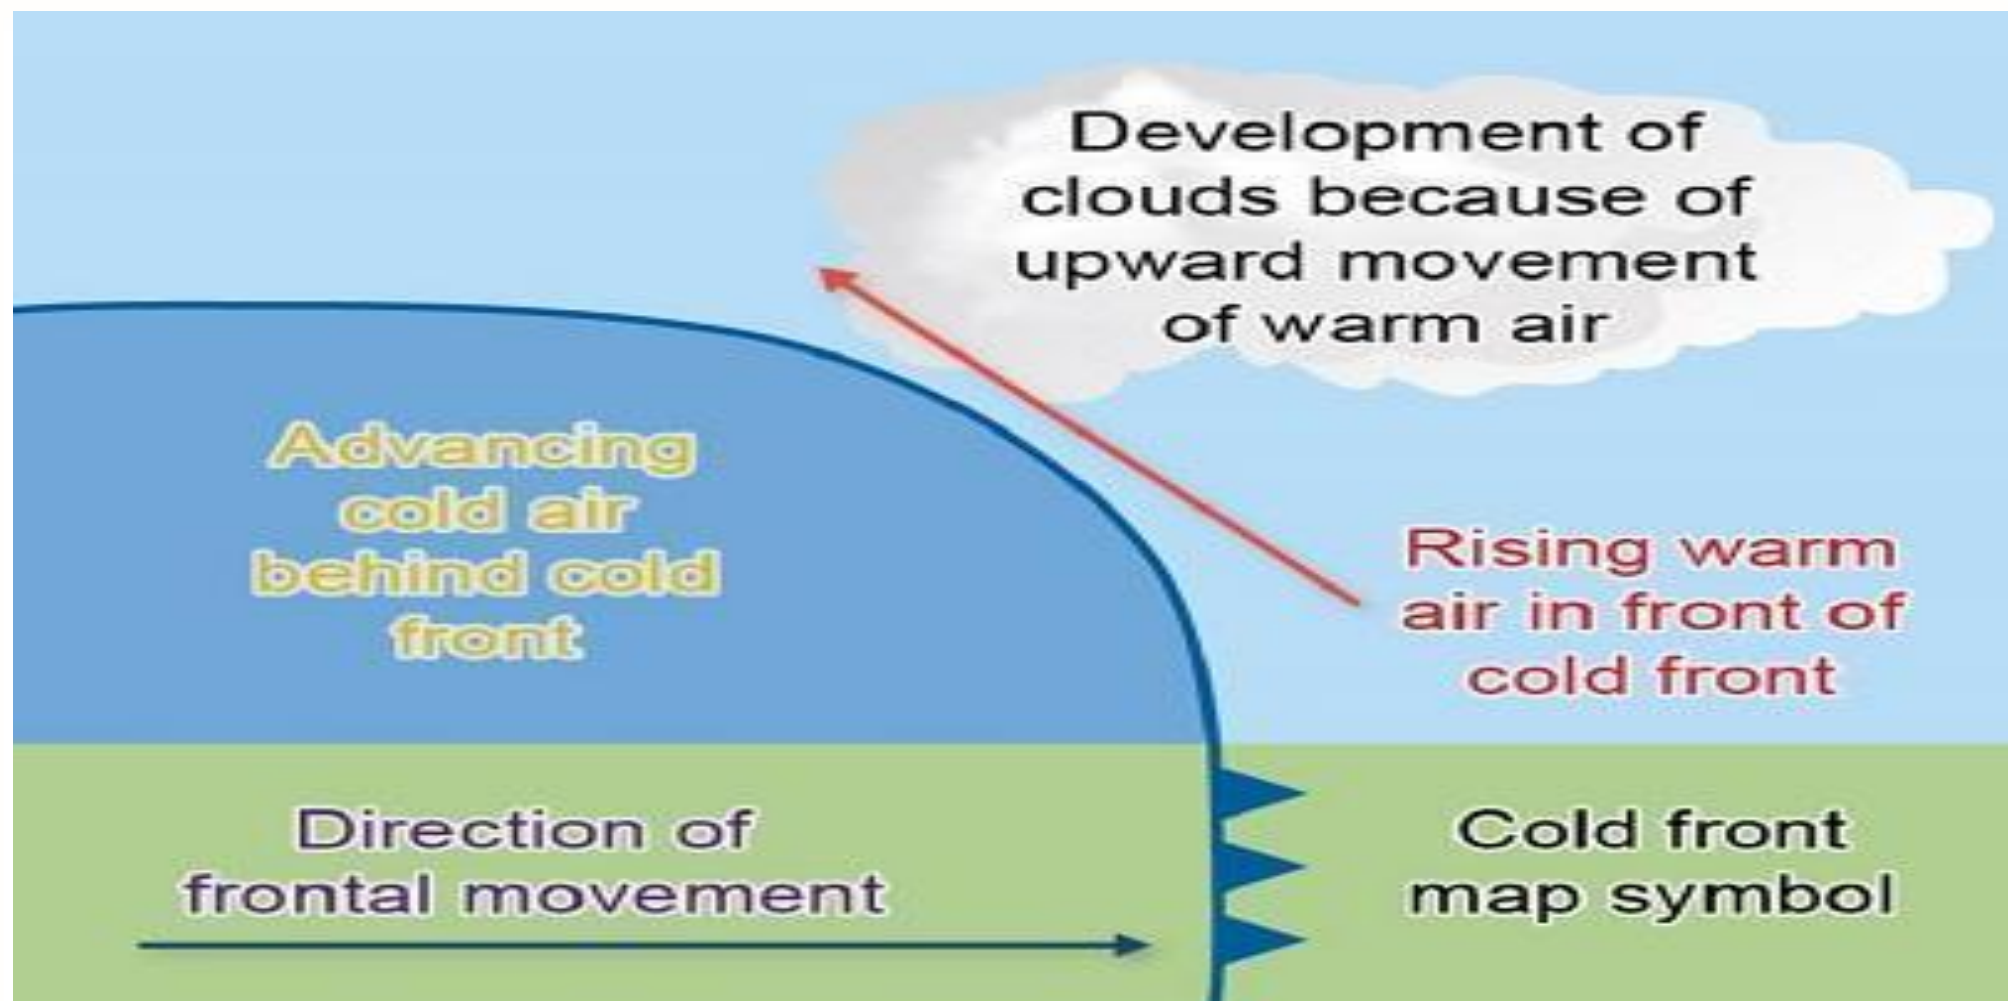 Development of
clouds because of
upward movement
of warm air
Advancing
cold air
behind cold
front
Rising warm
air in front of
cold front
Direction of
frontal movement
Cold front
map symbol